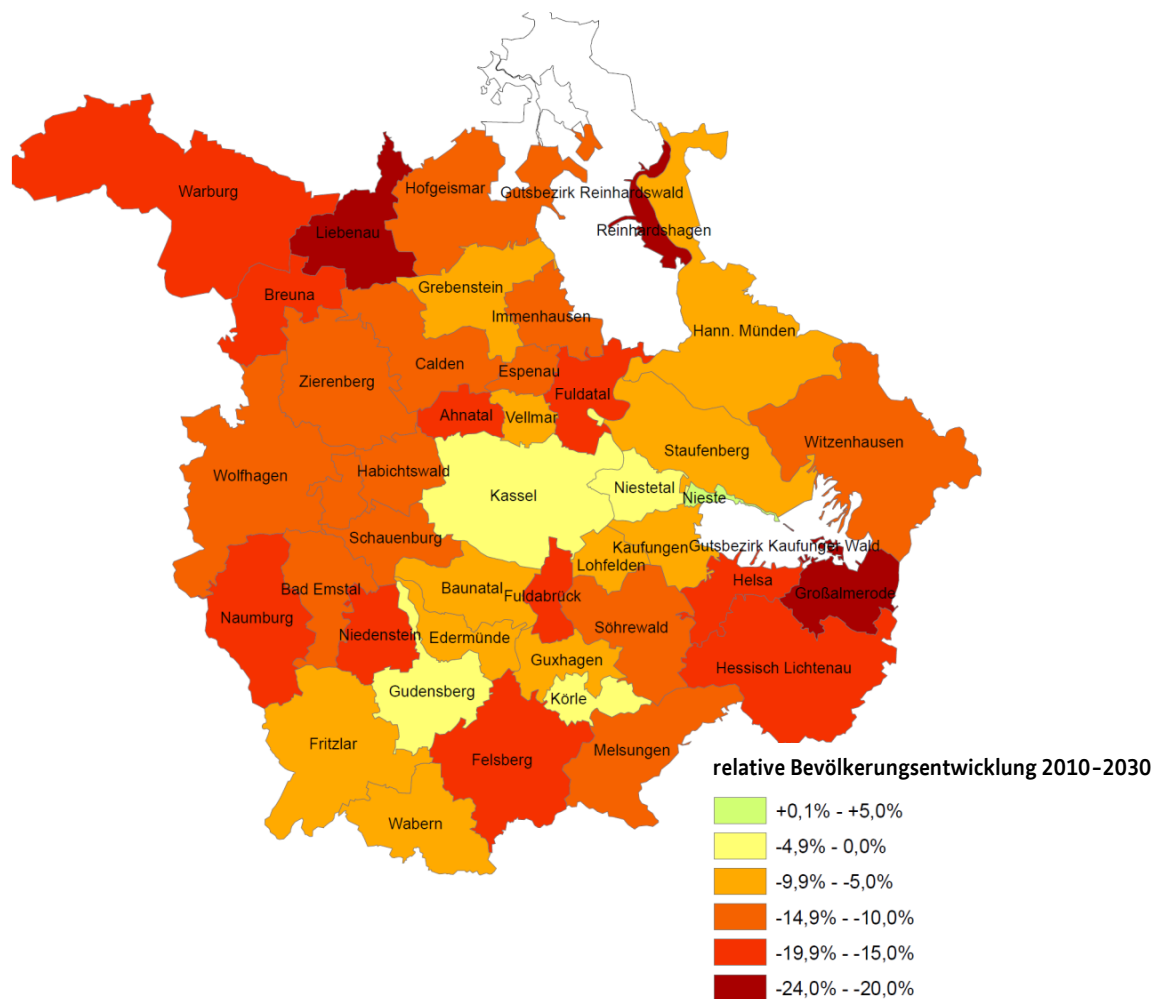 Warburg
Hofgeismar
Gutsbezirk Reinhardswald
Liebenau
Reinhardshagen
Breuna
Grebenstein
Immenhausen
Hann. Münden
Calden
Espenau
Zierenberg
Fuldatal
Ahnatal
Vellmar
Witzenhausen
Staufenberg
Habichtswald
Wolfhagen
Kassel
Niestetal
Nieste
Schauenburg
Kaufungen
Gutsbezirk Kaufunger Wald
Lohfelden
Helsa
Bad Emstal
Baunatal
Fuldabrück
Großalmerode
Naumburg
Niedenstein
Edermünde
Söhrewald
Guxhagen
Hessisch Lichtenau
Gudensberg
Körle
Fritzlar
Felsberg
Melsungen
Wabern
relative Bevölkerungsentwicklung 2010-2030
+0,1% - +5,0%
-4,9% - 0,0%
-9,9% - -5,0%
-14,9% - -10,0%
-19,9% - -15,0%
-24,0% - -20,0%